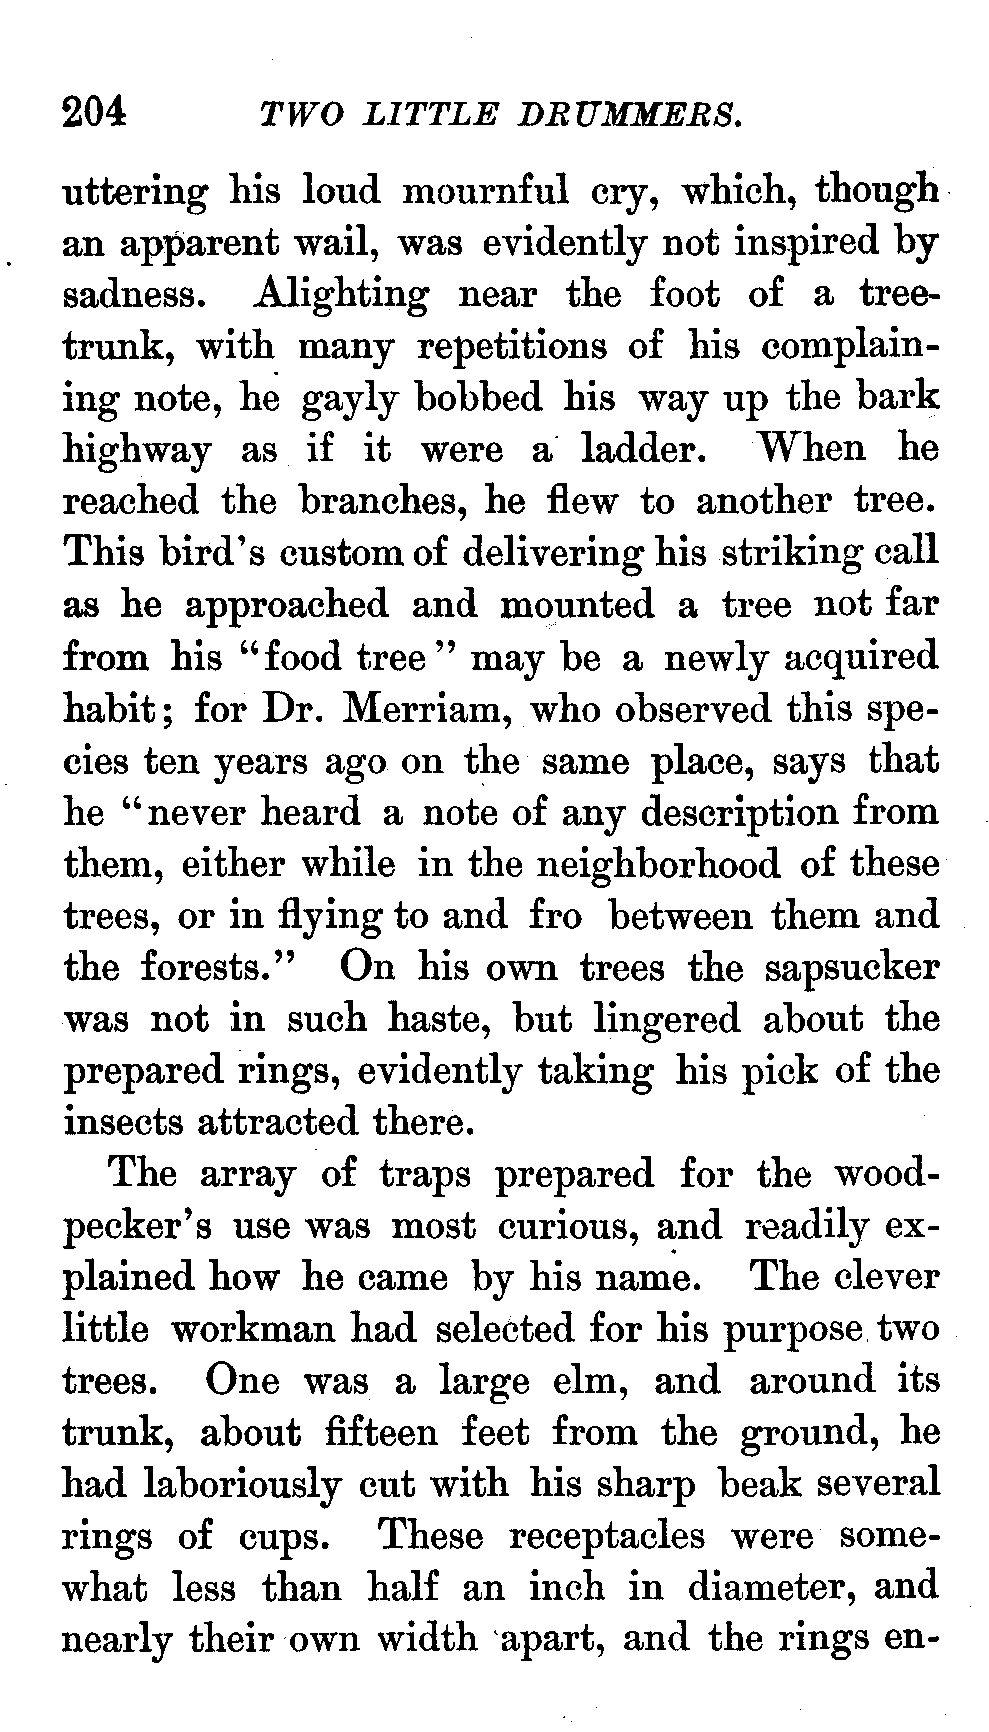 204 TWO LITTLE DRUMMERS.
uttering his loud mournful cry, which, though
an apparent wail, was evidently not inspired by
sadness. Alighting near the foot of a tree-
trunk, with many repetitions of his complain-
ing note, he gayly bobbed his way up the bark
highway as if it were a ladder. When he
reached the branches, he flew to another tree.
This bird's custom of delivering his striking call
as he approached and mounted a tree not far
from his "food tree" may be a newly acquired
habit; for Dr. Merriam, who observed this spe-
cies ten years ago on the same place, says that
he "never heard a note of any description from
them, either while in the neighborhood of these
trees, or in flying to and fro between them and
the forests." On his own trees the sapsucker
was not in such haste, but lingered about the
prepared rings, evidently taking his pick of the
insects attracted there.
The array of traps prepared for the wood-
pecker's use was most curious, and readily ex-
plained how he came by his name. The clever
little workman had selected for his purpose two
trees. One was a large elm, and around its
trunk, about fifteen feet from the ground, he
had laboriously cut with his sharp beak several
rings of cups. These receptacles were some-
what less than half an inch in diameter, and
nearly their own width apart, and the rings en-